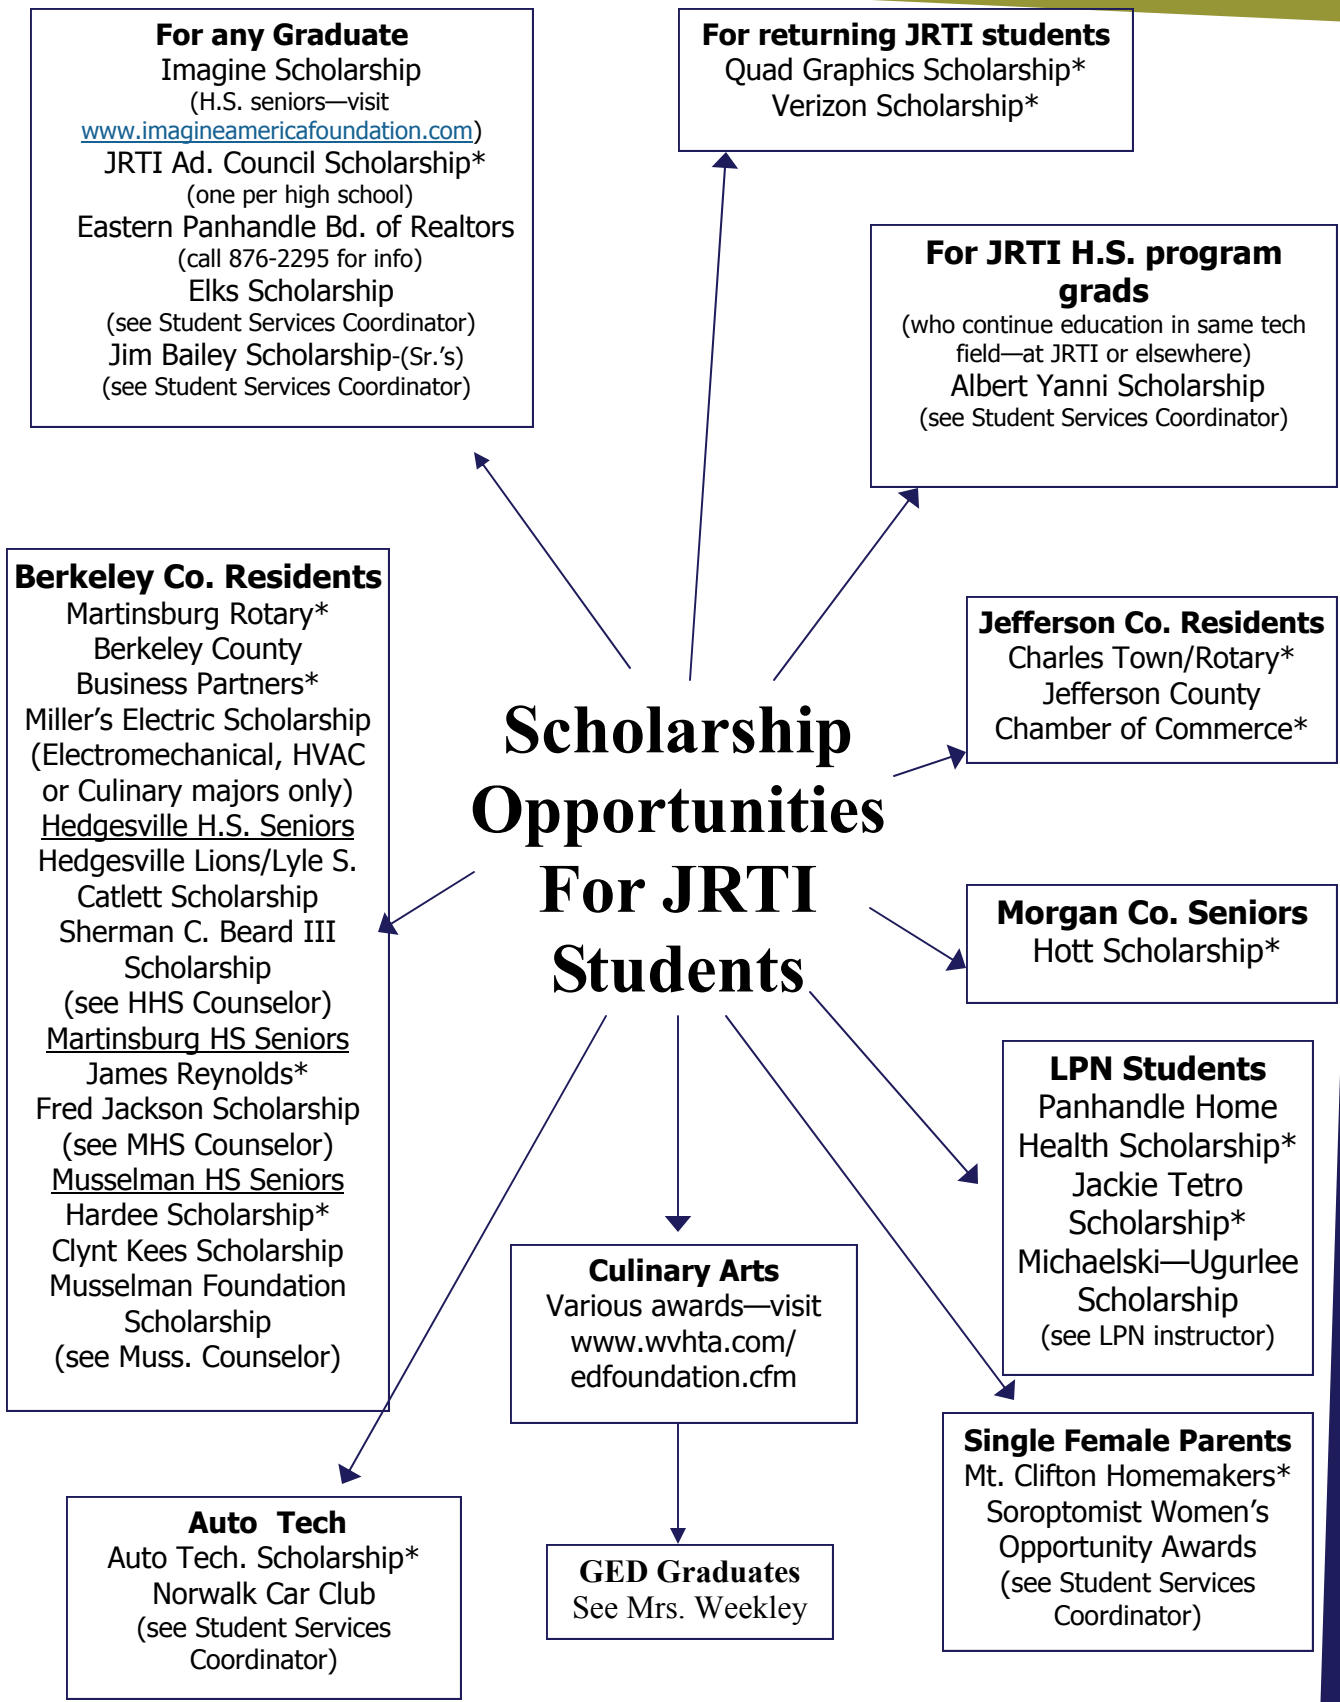 For any Graduate
Imagine Scholarship
(H.S. seniors—visit
www.imagineamericafoundation.com)
JRTI Ad. Council Scholarship*
(one per high school)
Eastern Panhandle Bd. of Realtors
(call 876-2295 for info)
Elks Scholarship
(see Student Services Coordinator)
Jim Bailey Scholarship-(Sr.'s)
(see Student Services Coordinator)
For returning JRTI students
Quad Graphics Scholarship*
Verizon Scholarship*
For JRTI H.S. program
grads
(who continue education in same tech
field—at JRTI or elsewhere)
Albert Yanni Scholarship
(see Student Services Coordinator)
Berkeley Co. Residents
Martinsburg Rotary*
Berkeley County
Business Partners*
Miller's Electric Scholarship
(Electromechanical, HVAC
or Culinary majors only)
Hedgesville H.S. Seniors
Hedgesville Lions/Lyle S.
Catlett Scholarship
Sherman C. Beard III
Scholarship
(see HHS Counselor)
Martinsburg HS Seniors
James Reynolds*
Fred Jackson Scholarship
(see MHS Counselor)
Musselman HS Seniors
Hardee Scholarship*
Clynt Kees Scholarship
Musselman Foundation
Scholarship
(see Muss. Counselor)
Scholarship
Opportunities
For JRTI
Students
Jefferson Co. Residents
Charles Town/Rotary*
Jefferson County
Chamber of Commerce*
Morgan Co. Seniors
Hott Scholarship*
LPN Students
Panhandle Home
Health Scholarship*
Jackie Tetro
Scholarship*
Michaelski—Ugurlee
Scholarship
(see LPN instructor)
Culinary Arts
Various awards—visit
www.wvhta.com/
edfoundation.cfm
Single Female Parents
Mt. Clifton Homemakers*
Soroptomist Women's
Opportunity Awards
(see Student Services
Coordinator)
Auto  Tech
Auto Tech. Scholarship*
Norwalk Car Club
(see Student Services
Coordinator)
GED Graduates
See Mrs. Weekley